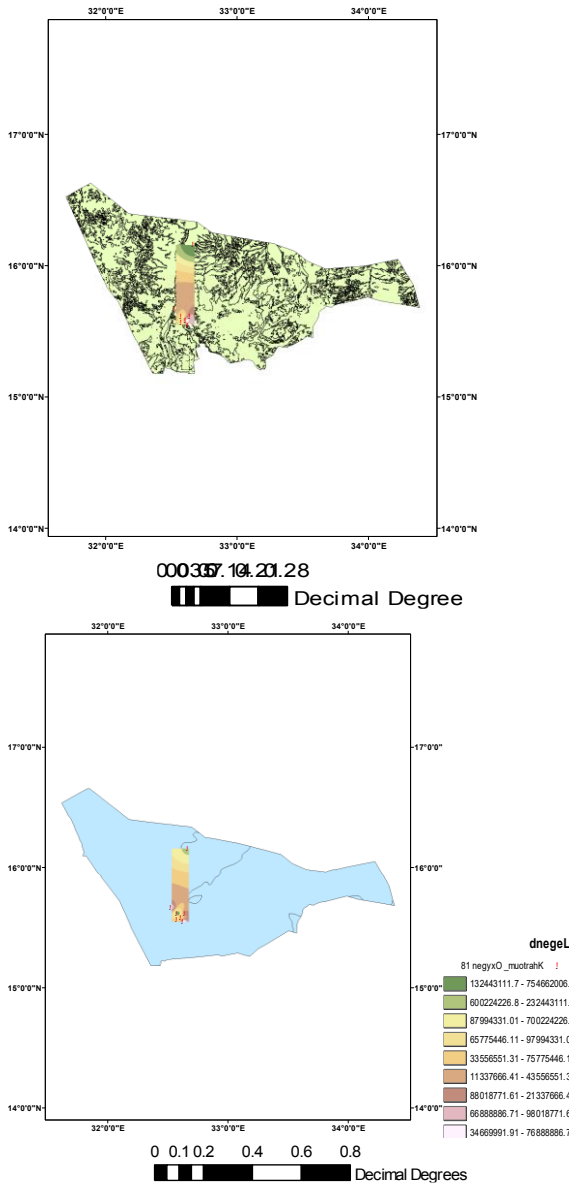 32°0'0"E 33°0'0"E 34°0'0"E
17°0'0"N 17°0'0"N
16°0'0"N 16°0'0"N
15°0'0"N 15°0'0"N
14°0'0"N 14°0'0"N
32°0'0"E 33°0'0"E 34°0'0"E
Decimal Degree
32°0'0"E 33°0'0"E 34°0'0"E
17°0'0"N 17°0'0"
16°0'0"N 16°0'0"
15°0'0"N 15°0'0"
14°0'0"N 14°0'0"
32°0'0"E 33°0'0"E 34°0'0"E
0 0.1 0.2 0.4 0.6 0.8
Decimal Degrees
dnegeL
81 negyxO_muotrahK !
132443111.7 - 754662006.
600224226.8 - 232443111.
87994331.01 - 700224226.
65775446.11 - 97994331.0
33556551.31 - 75775446.1
11337666.41 - 43556551.3
88018771.61 - 21337666.4
66888886.71 - 98018771.6
34669991.91 - 76888886.7